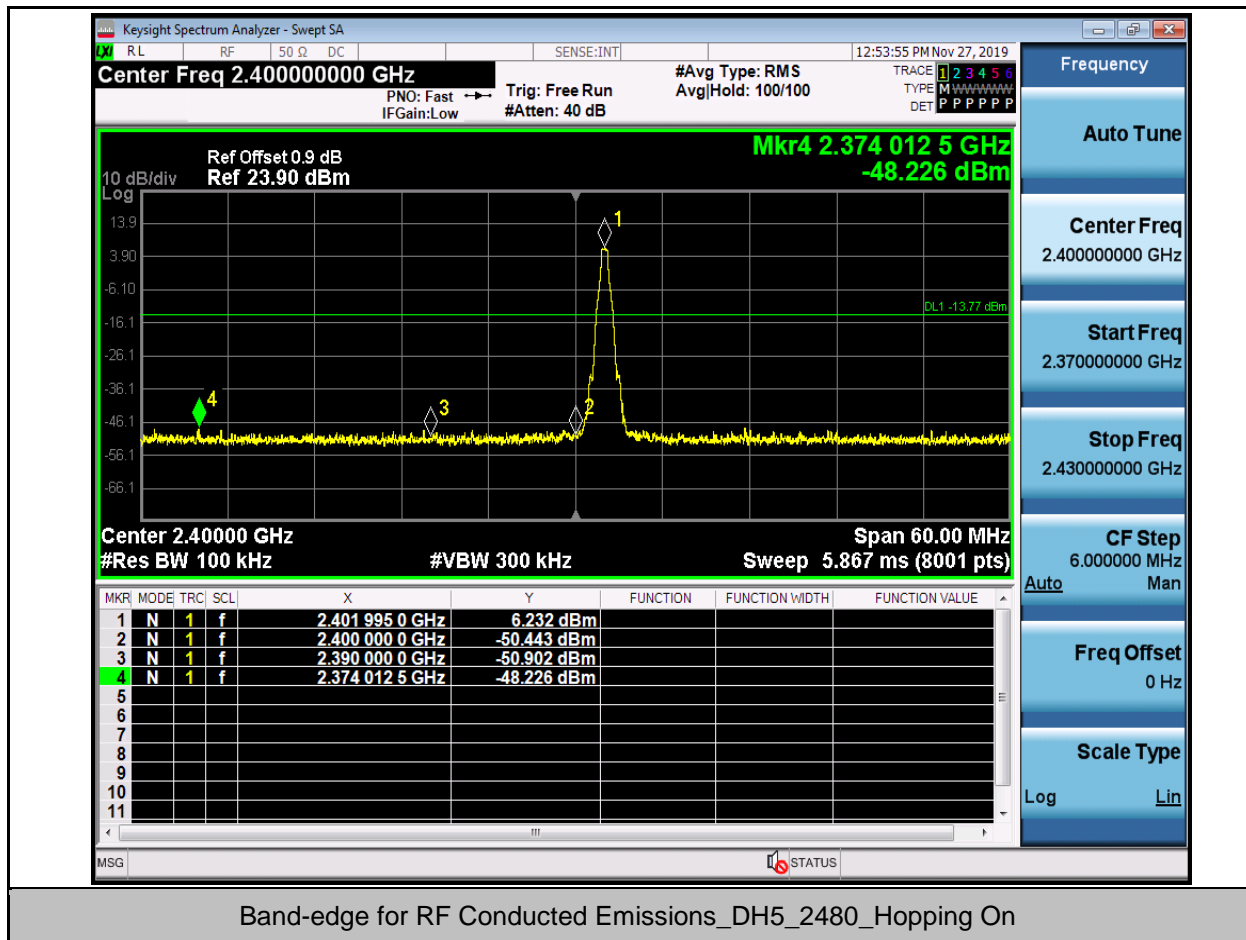 Keysight Spectrum Analyzer - Swept SA
LXI RL RF 50 Ω DC SENSE:INT 12:53:55 PM Nov 27, 2019
Center Freq 2.400000000 GHz
PNO: Fast
IFGain:Low
Trig: Free Run
#Atten: 40 dB
#Avg Type: RMS
Avg|Hold: 100/100
TRACE 1 2 3 4 5 6
TYPE M WWWWW
DET P P P P P P
Mkr4 2.374 012 5 GHz
-48.226 dBm
Ref Offset 0.9 dB
10 dB/div Ref 23.90 dBm
Log
13.9
3.90
-6.10
-16.1
-26.1
-36.1
-46.1
-56.1
-66.1
DL1 -13.77 dBm
1
2
3
4
Center 2.40000 GHz Span 60.00 MHz
#Res BW 100 kHz #VBW 300 kHz Sweep 5.867 ms (8001 pts)
MKR MODE TRC SCL X Y FUNCTION FUNCTION WIDTH FUNCTION VALUE
1 N 1 f 2.401 995 0 GHz 6.232 dBm
2 N 1 f 2.400 000 0 GHz -50.443 dBm
3 N 1 f 2.390 000 0 GHz -50.902 dBm
4 N 1 f 2.374 012 5 GHz -48.226 dBm
5
6
7
8
9
10
11
MSG STATUS
Frequency
Auto Tune
Center Freq
2.400000000 GHz
Start Freq
2.370000000 GHz
Stop Freq
2.430000000 GHz
CF Step
6.000000 MHz
Auto Man
Freq Offset
0 Hz
Scale Type
Log Lin
Band-edge for RF Conducted Emissions_DH5_2480_Hopping On